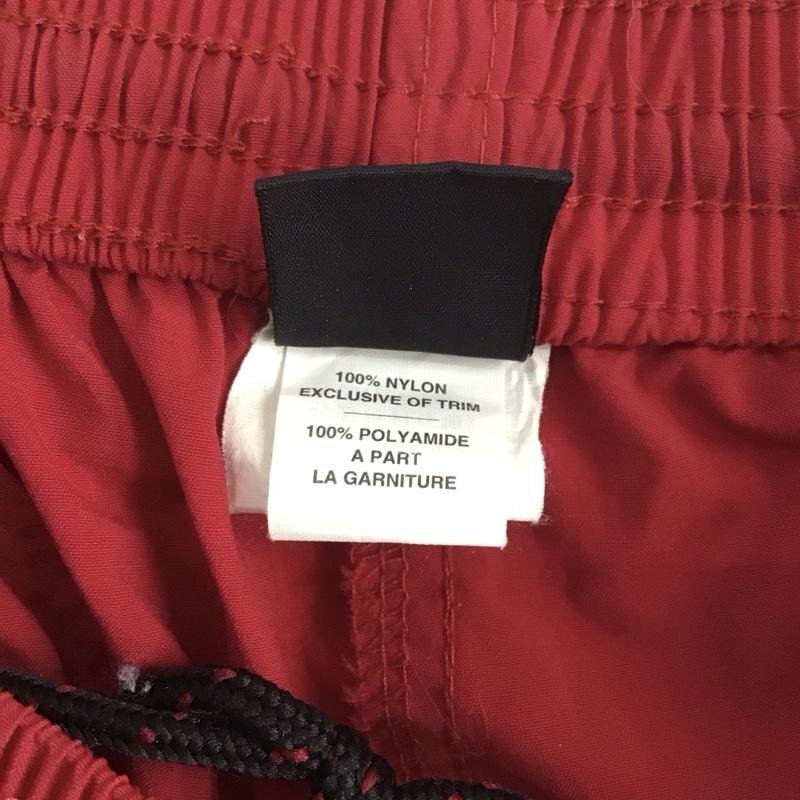 100% NYLON
EXCLUSIVE OF TRIM
100% POLYAMIDE
A PART
LA GARNITURE